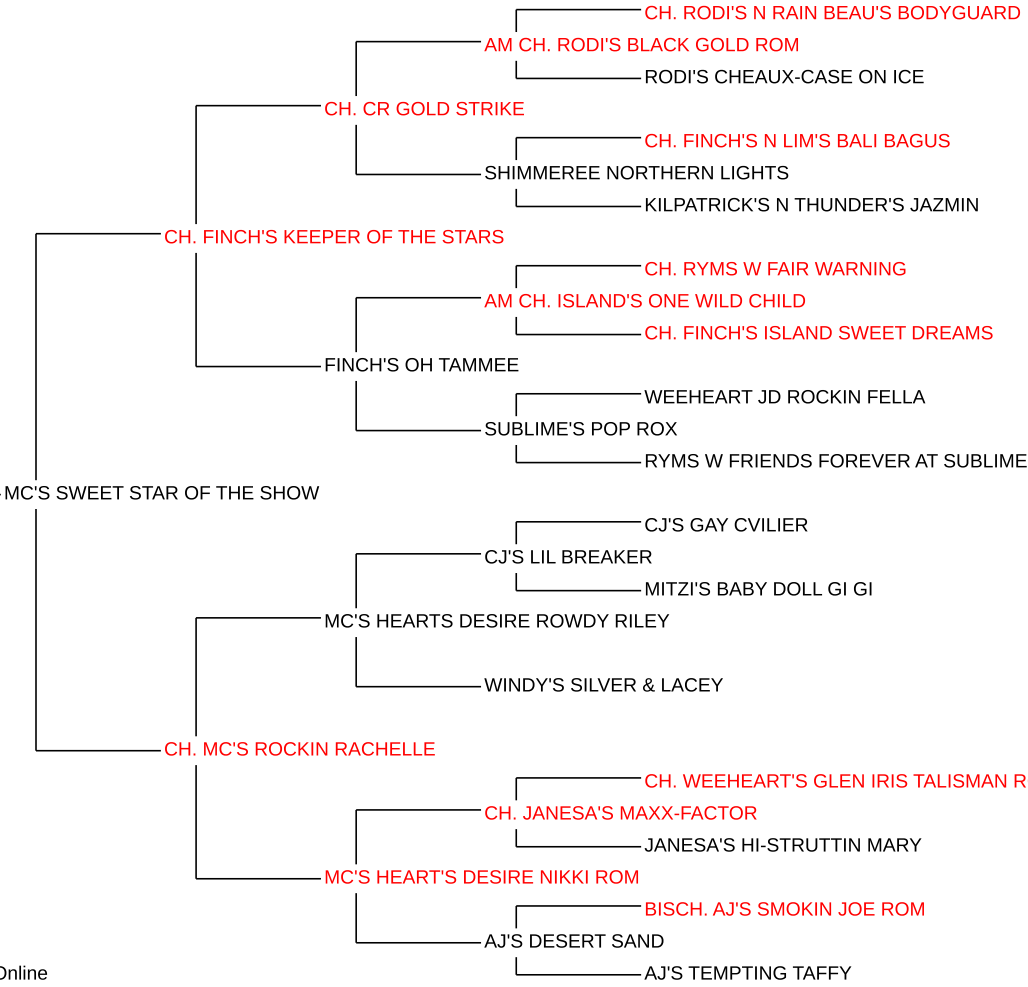 CH. RODI'S N RAIN BEAU'S BODYGUARD
AM CH. RODI'S BLACK GOLD ROM
RODI'S CHEAUX-CASE ON ICE
CH. CR GOLD STRIKE
CH. FINCH'S N LIM'S BALI BAGUS
SHIMMEREE NORTHERN LIGHTS
KILPATRICK'S N THUNDER'S JAZMIN
CH. FINCH'S KEEPER OF THE STARS
CH. RYMS W FAIR WARNING
AM CH. ISLAND'S ONE WILD CHILD
CH. FINCH'S ISLAND SWEET DREAMS
FINCH'S OH TAMMEE
WEEHEART JD ROCKIN FELLA
SUBLIME'S POP ROX
RYMS W FRIENDS FOREVER AT SUBLIME
MC'S SWEET STAR OF THE SHOW
CJ'S GAY CVILIER
CJ'S LIL BREAKER
MITZI'S BABY DOLL GI GI
MC'S HEARTS DESIRE ROWDY RILEY
WINDY'S SILVER & LACEY
CH. MC'S ROCKIN RACHELLE
CH. WEEHEART'S GLEN IRIS TALISMAN R
CH. JANESA'S MAXX-FACTOR
JANESA'S HI-STRUTTIN MARY
MC'S HEART'S DESIRE NIKKI ROM
BISCH. AJ'S SMOKIN JOE ROM
AJ'S DESERT SAND
AJ'S TEMPTING TAFFY
Online